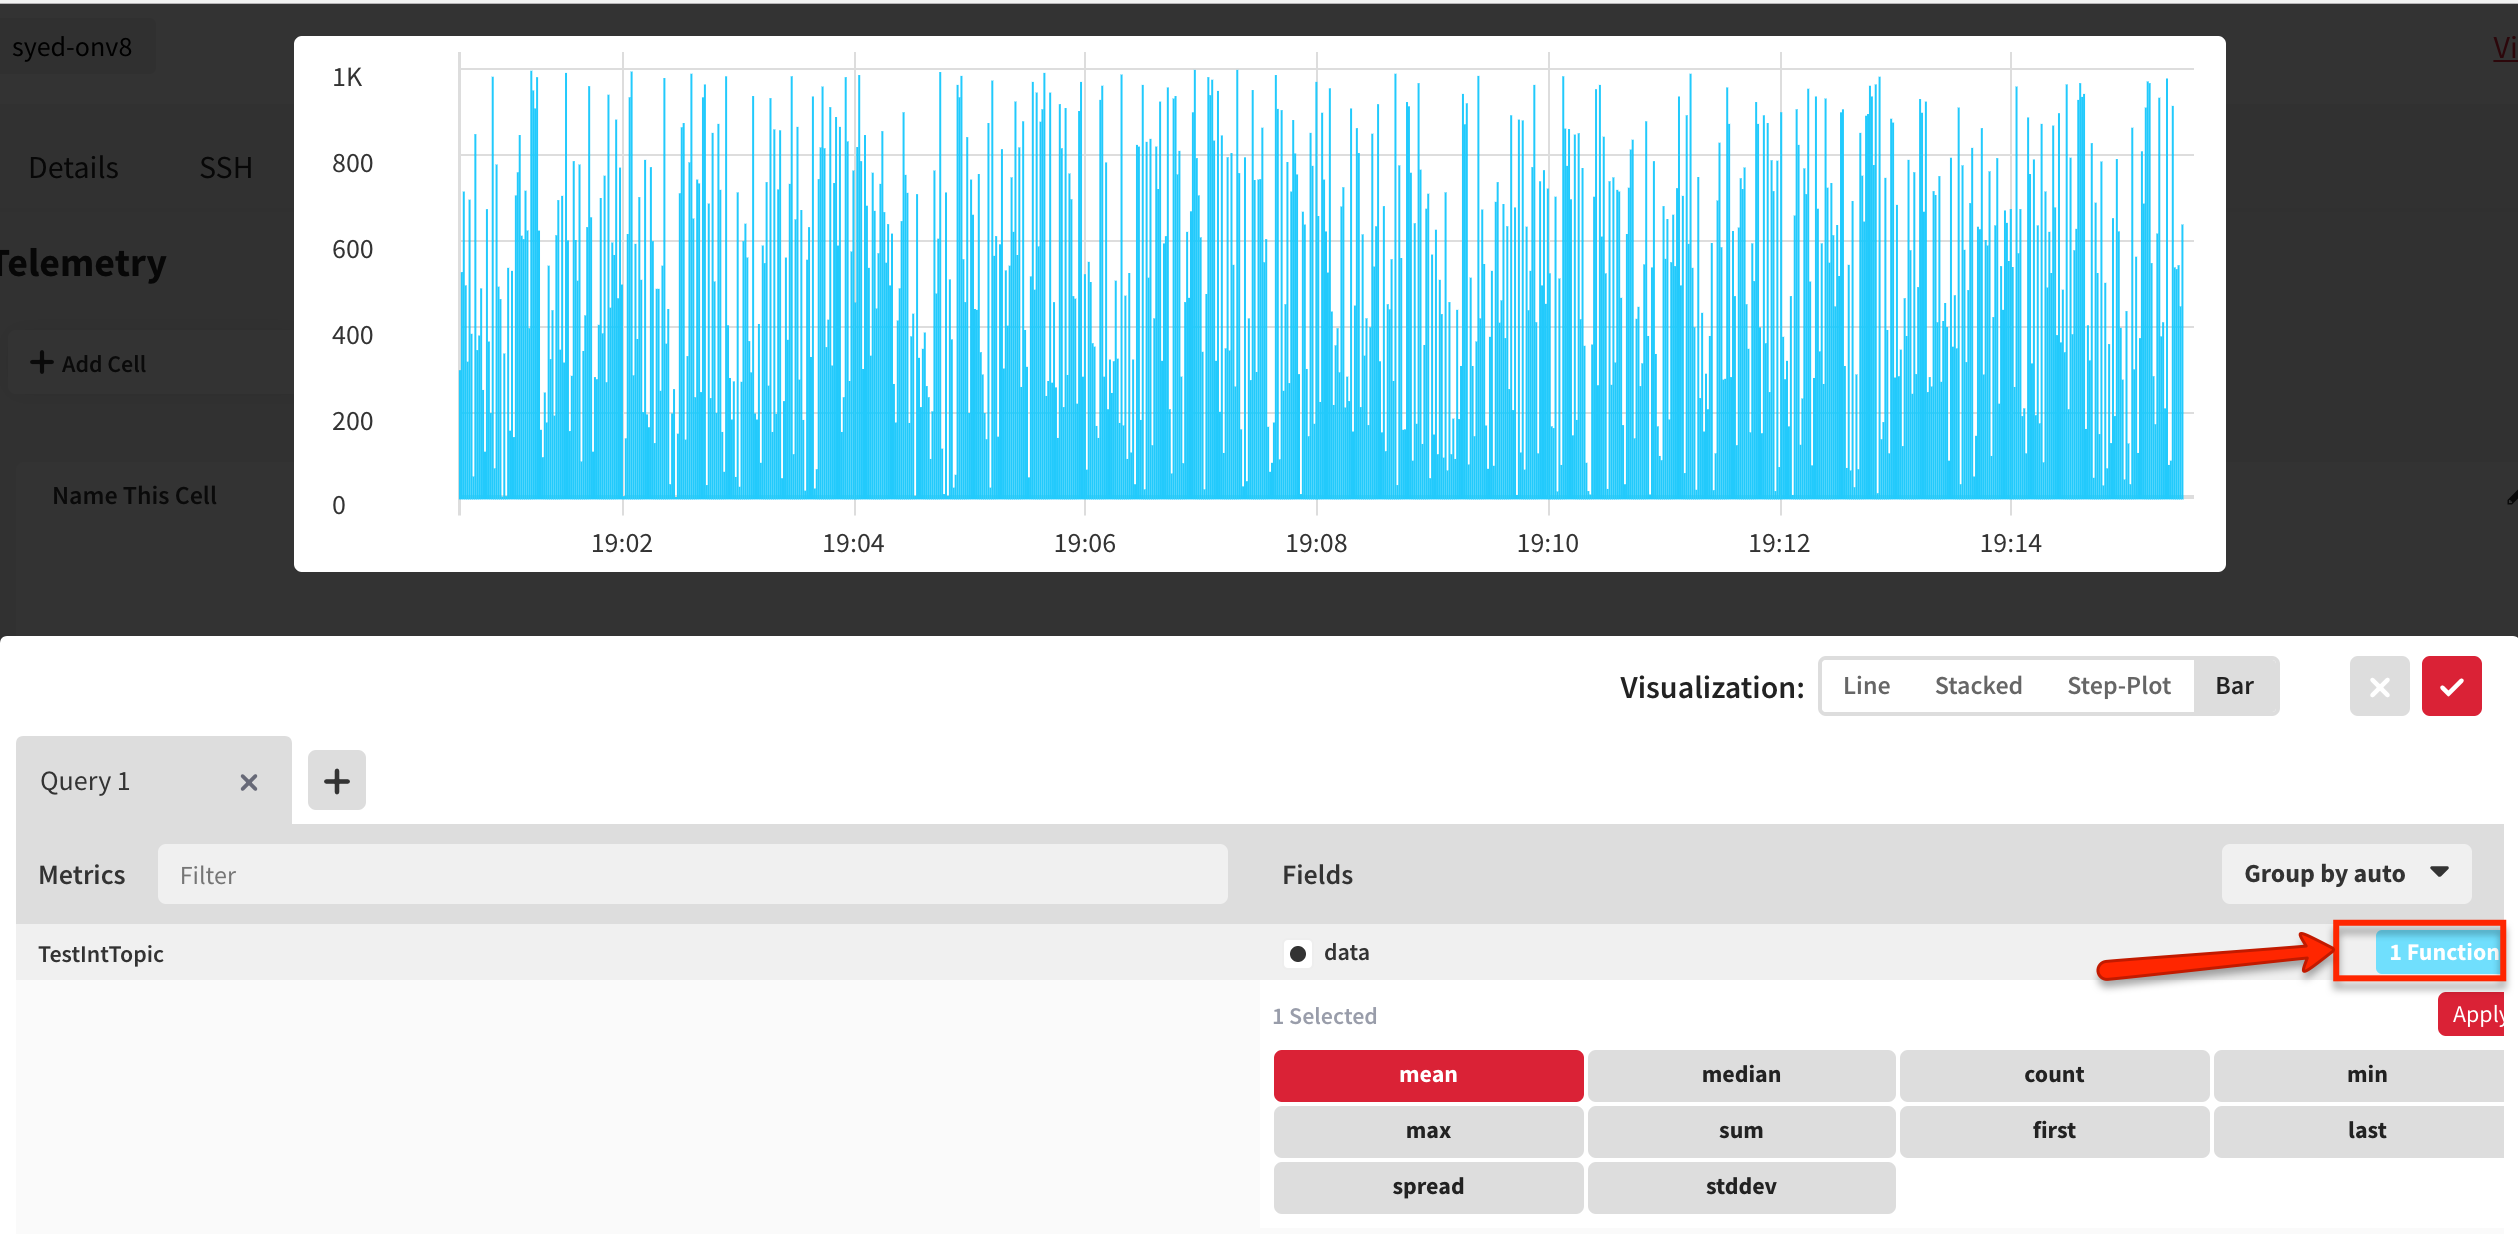 syed-onv8
Details SSH
Telemetry
Add Cell
Name This Cell
1K
800
600
400
200
0
19:02 19:04 19:06 19:08 19:10 19:12 19:14
Visualization: Line Stacked Step-Plot Bar
Query 1
Metrics Filter Fields Group by auto
TestIntTopic data 1 Function
1 Selected Apply
mean median count min
max sum first last
spread stddev